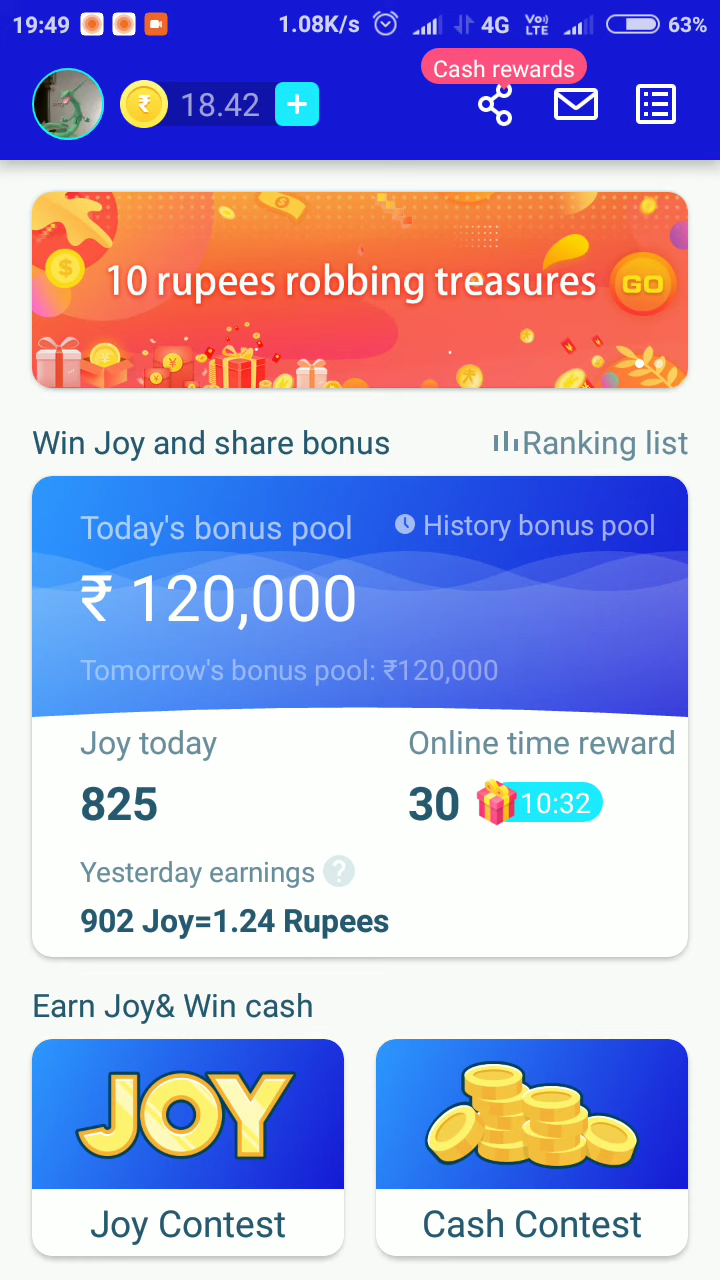 19:49 1.08K/s 4G Vo)) LTE 63%
Cash rewards
₹ 18.42 +
10 rupees robbing treasures GO
Win Joy and share bonus Ranking list
Today's bonus pool History bonus pool
₹ 120,000
Tomorrow's bonus pool: ₹120,000
Joy today Online time reward
825 30 10:32
Yesterday earnings ?
902 Joy=1.24 Rupees
Earn Joy& Win cash
JOY
Joy Contest Cash Contest